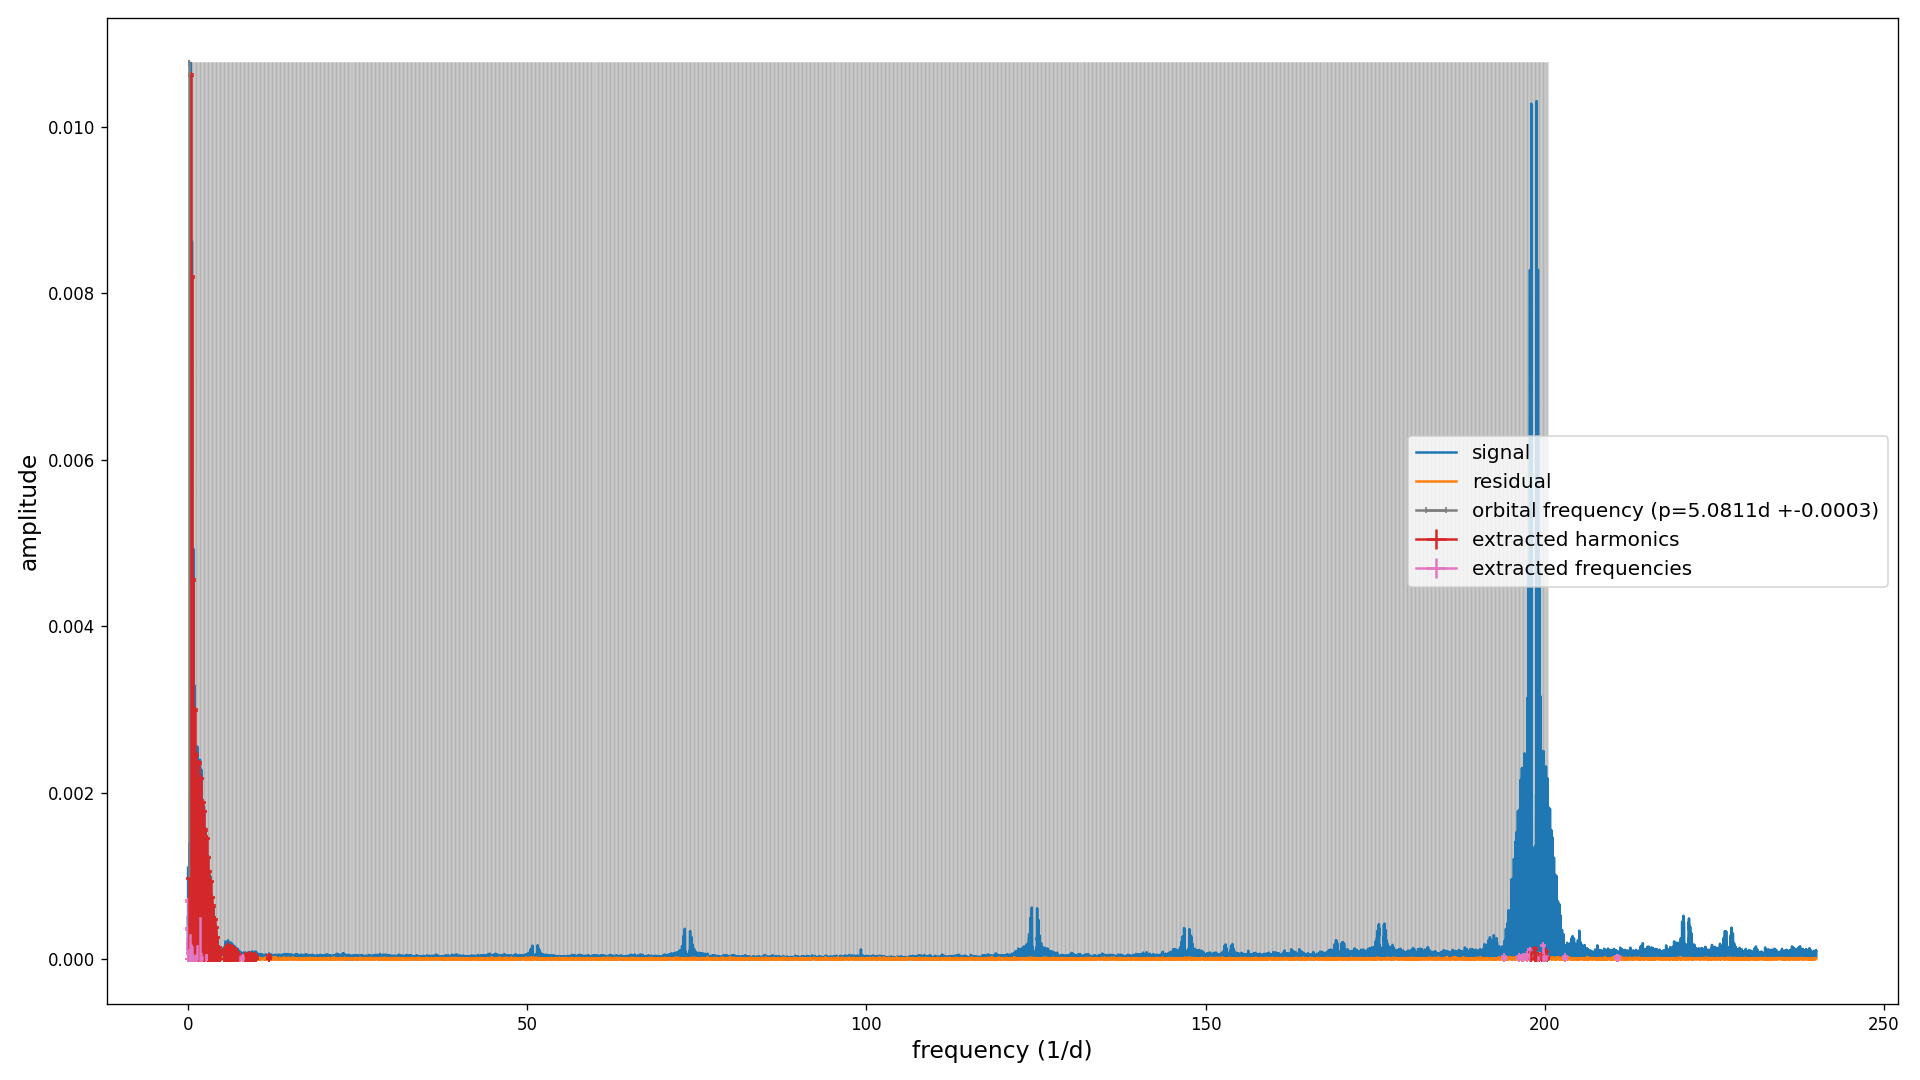 0.010
0.008
0.006
0.004
0.002
0.000
amplitude
signal
residual
orbital frequency (p=5.0811d +-0.0003)
extracted harmonics
extracted frequencies
0 50 100 150 200 250
frequency (1/d)